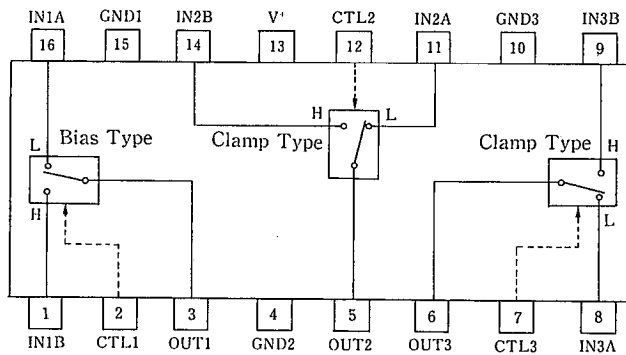 IN1A GND1 IN2B V+ CTL2 IN2A GND3 IN3B
16 15 14 13 12 11 10 9
H L
Bias Type Clamp Type Clamp Type
L H
H L
1 2 3 4 5 6 7 8
IN1B CTL1 OUT1 GND2 OUT2 OUT3 CTL3 IN3A